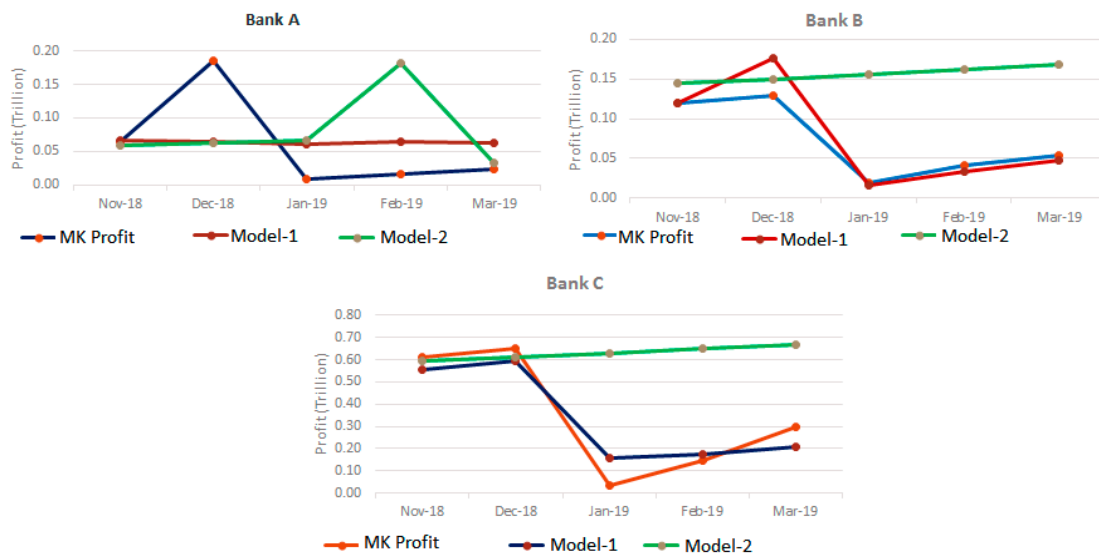 Bank A
Profit (Trillion)
0.20
0.15
0.10
0.05
0.00
Nov-18 Dec-18 Jan-19 Feb-19 Mar-19
MK Profit Model-1 Model-2
Bank B
Profit (Trillion)
0.20
0.15
0.10
0.05
0.00
Nov-18 Dec-18 Jan-19 Feb-19 Mar-19
MK Profit Model-1 Model-2
Bank C
Profit (Trillion)
0.80
0.70
0.60
0.50
0.40
0.30
0.20
0.10
0.00
Nov-18 Dec-18 Jan-19 Feb-19 Mar-19
MK Profit Model-1 Model-2